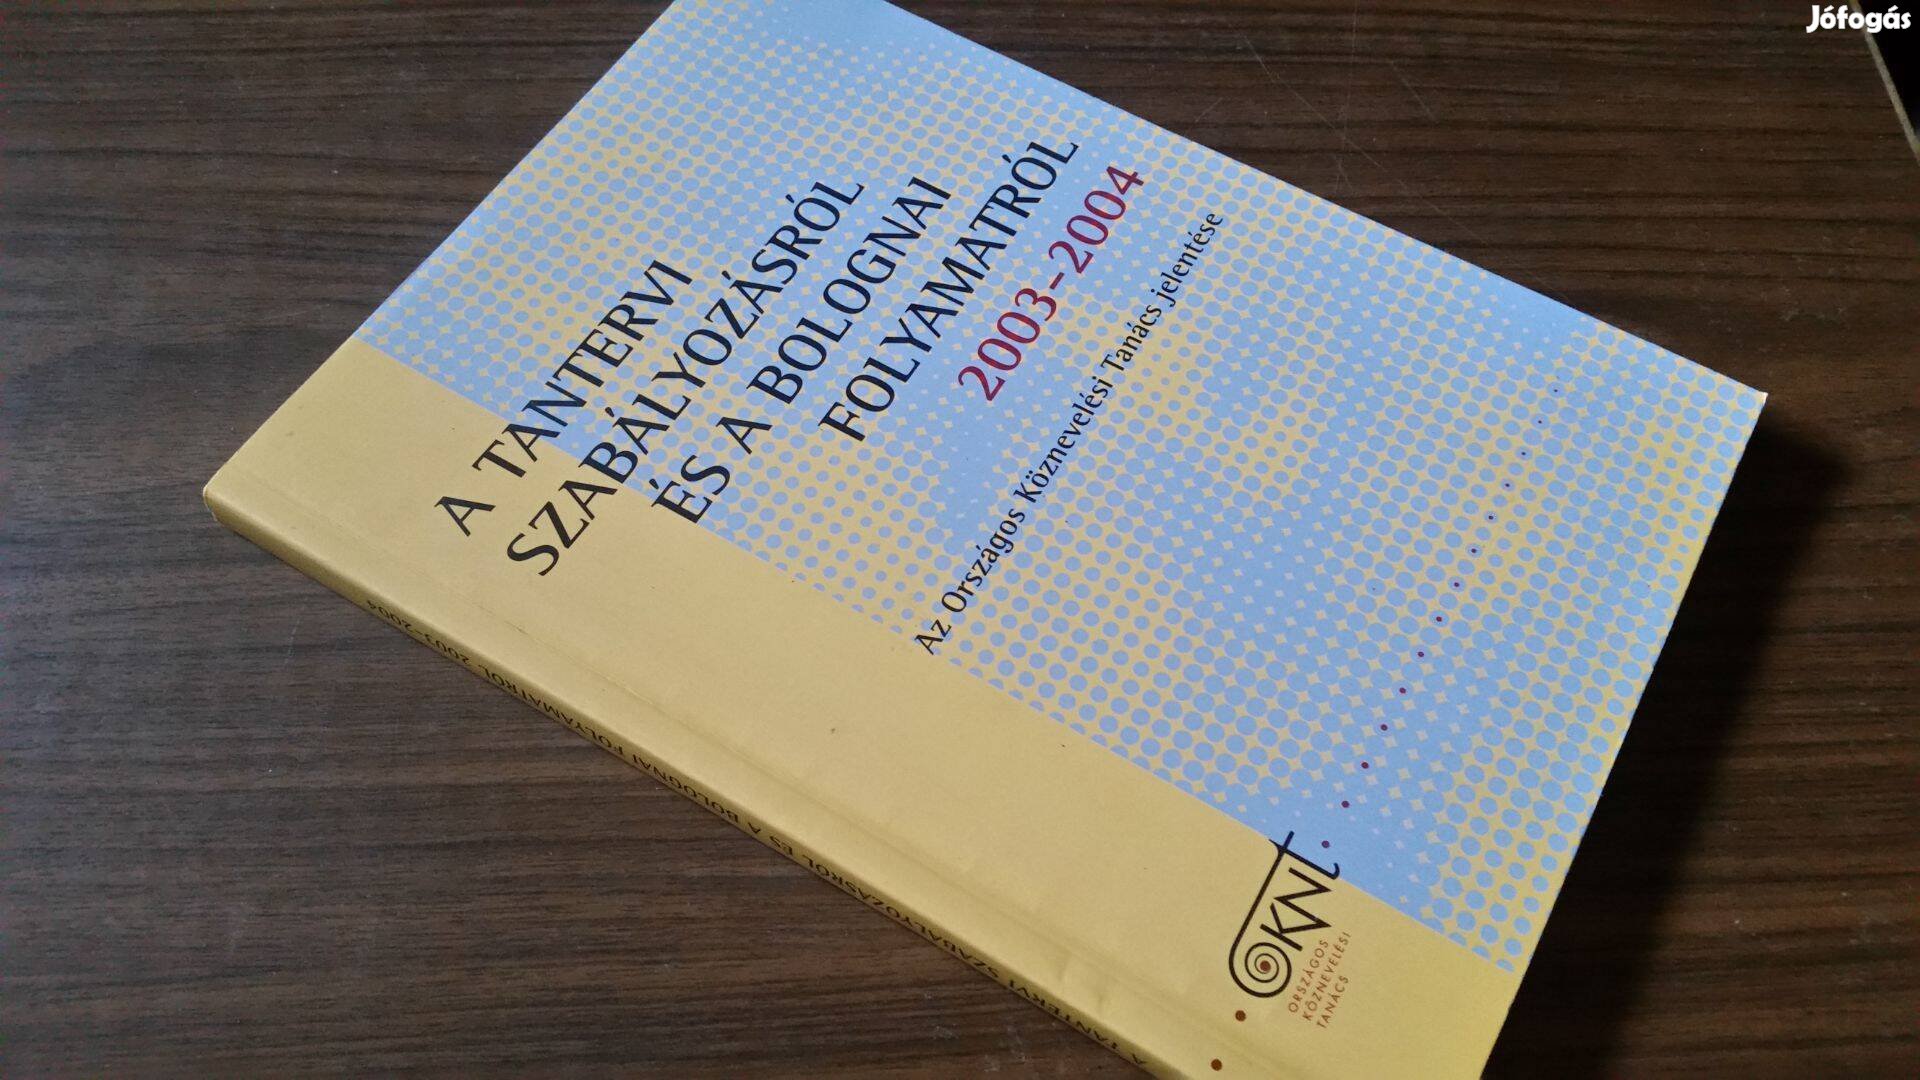 Jófogás
A TANTERVI
SZABÁLYOZÁSRÓL
ÉS A BOLOGNAI
FOLYAMATRÓL
2003–2004
Az Országos Köznevelési Tanács jelentése
OKNT
ORSZÁGOS
KÖZNEVELÉSI
TANÁCS
A TANTERVI SZABÁLYOZÁSRÓL ÉS A BOLOGNAI FOLYAMATRÓL 2003–2004